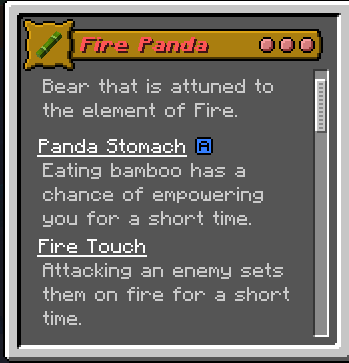 Fire Panda
Bear that is attuned to
the element of Fire.
Panda Stomach A
Eating bamboo has a
chance of empowering
you for a short time.
Fire Touch
Attacking an enemy sets
them on fire for a short
time.